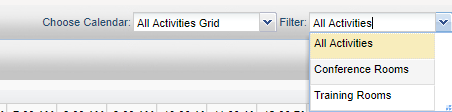 Choose Calendar: All Activities Grid Filter: All Activities
All Activities
Conference Rooms
Training Rooms